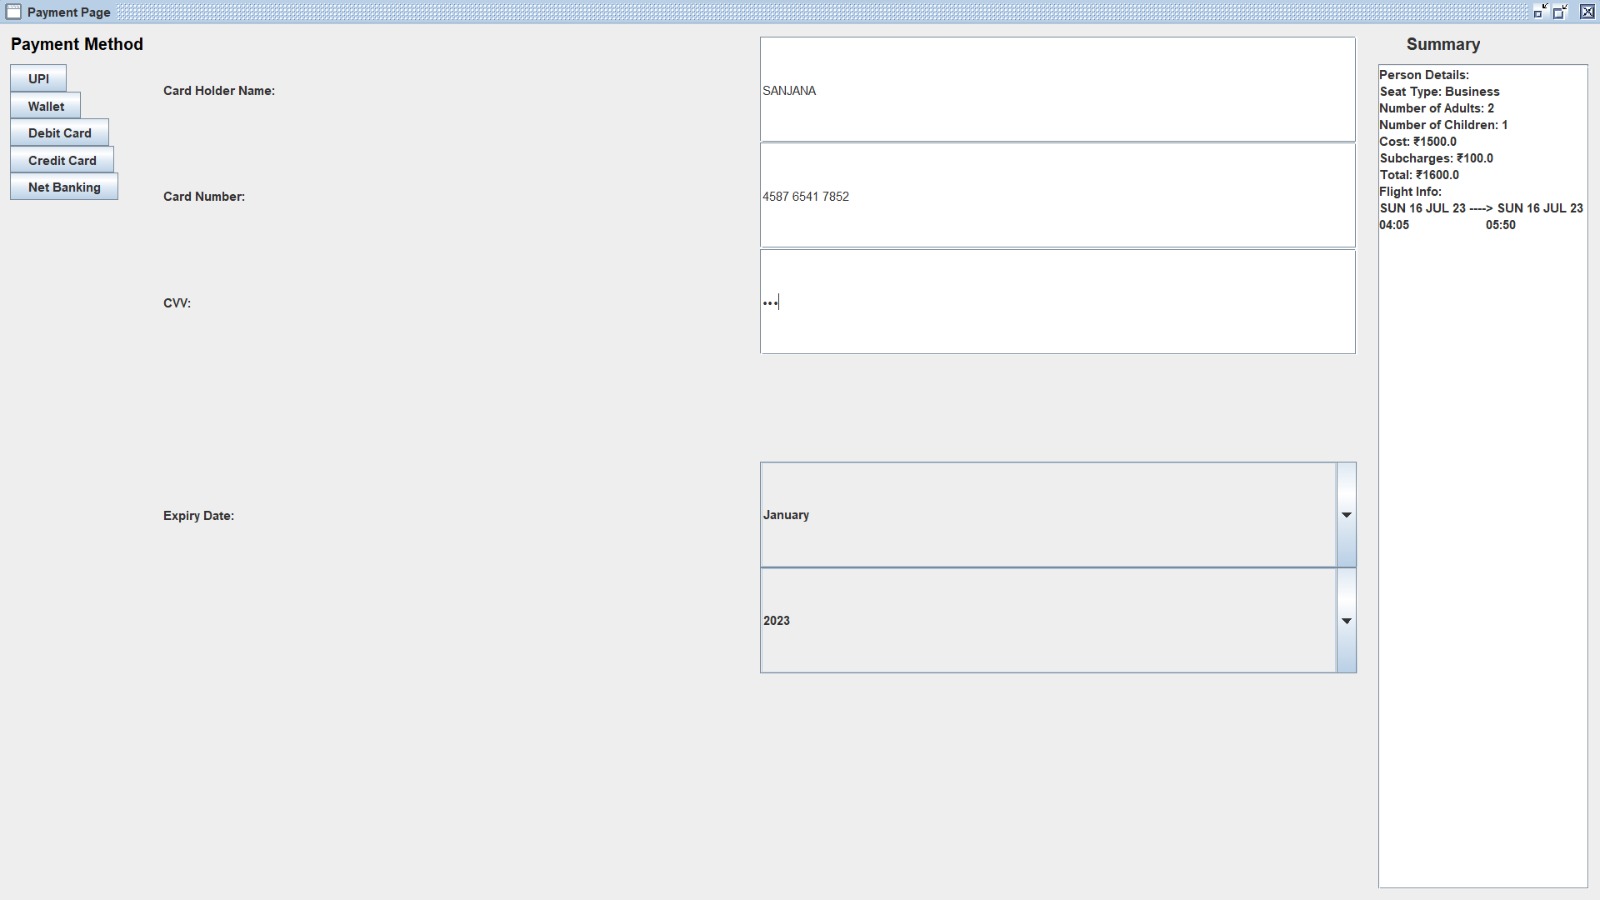 Payment Page
Payment Method
UPI
Wallet
Debit Card
Credit Card
Net Banking
Card Holder Name:
SANJANA
Card Number:
4587 6541 7852
CVV:
•••
Expiry Date:
January
2023
Summary
Person Details:
Seat Type: Business
Number of Adults: 2
Number of Children: 1
Cost: ₹1500.0
Subcharges: ₹100.0
Total: ₹1600.0
Flight Info:
SUN 16 JUL 23 ----> SUN 16 JUL 23
04:05 05:50